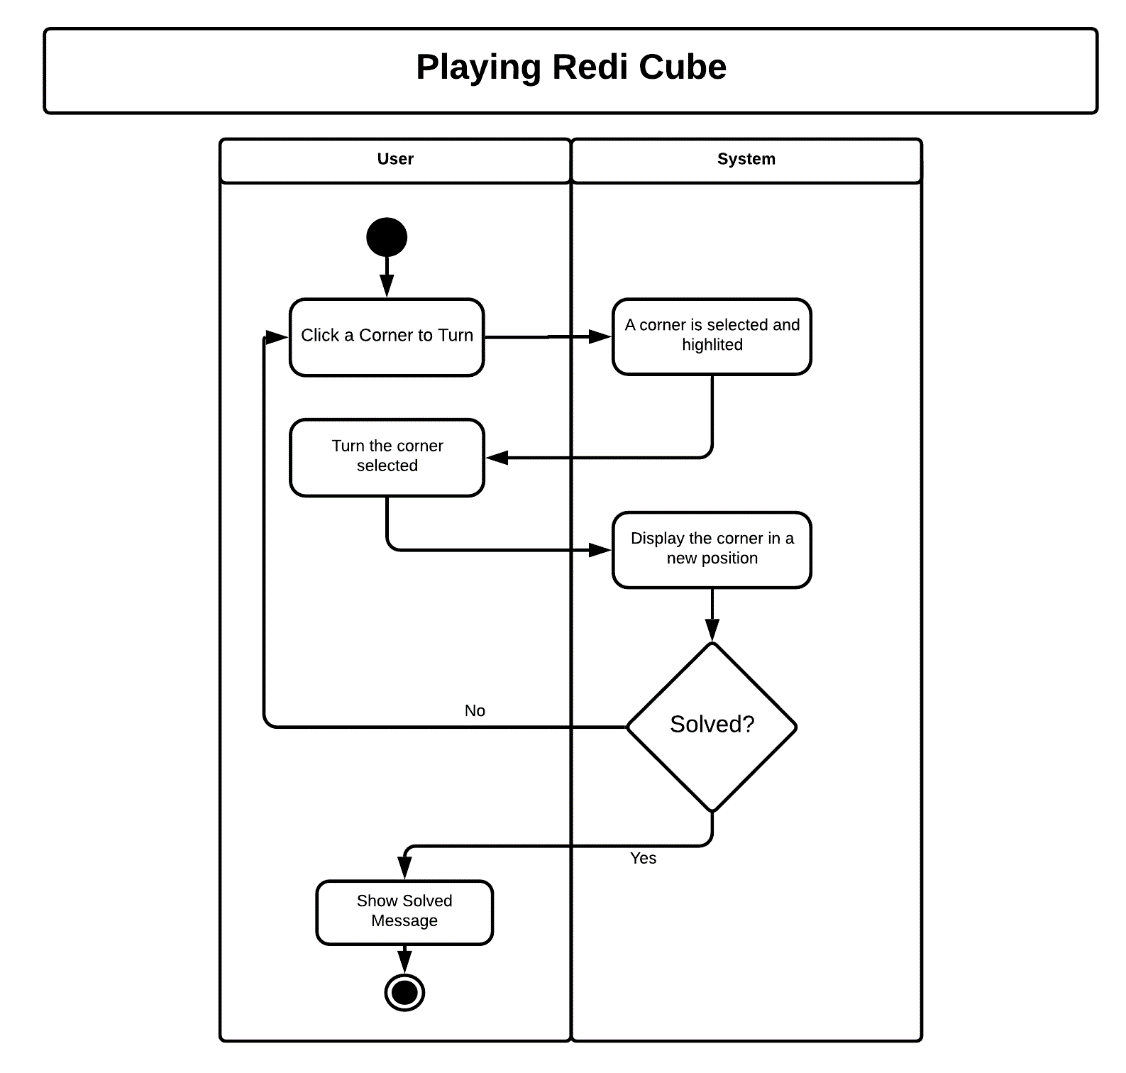 Playing Redi Cube
User
System
Click a Corner to Turn
A corner is selected and
highlited
Turn the corner
selected
Display the corner in a
new position
Solved?
No
Yes
Show Solved
Message